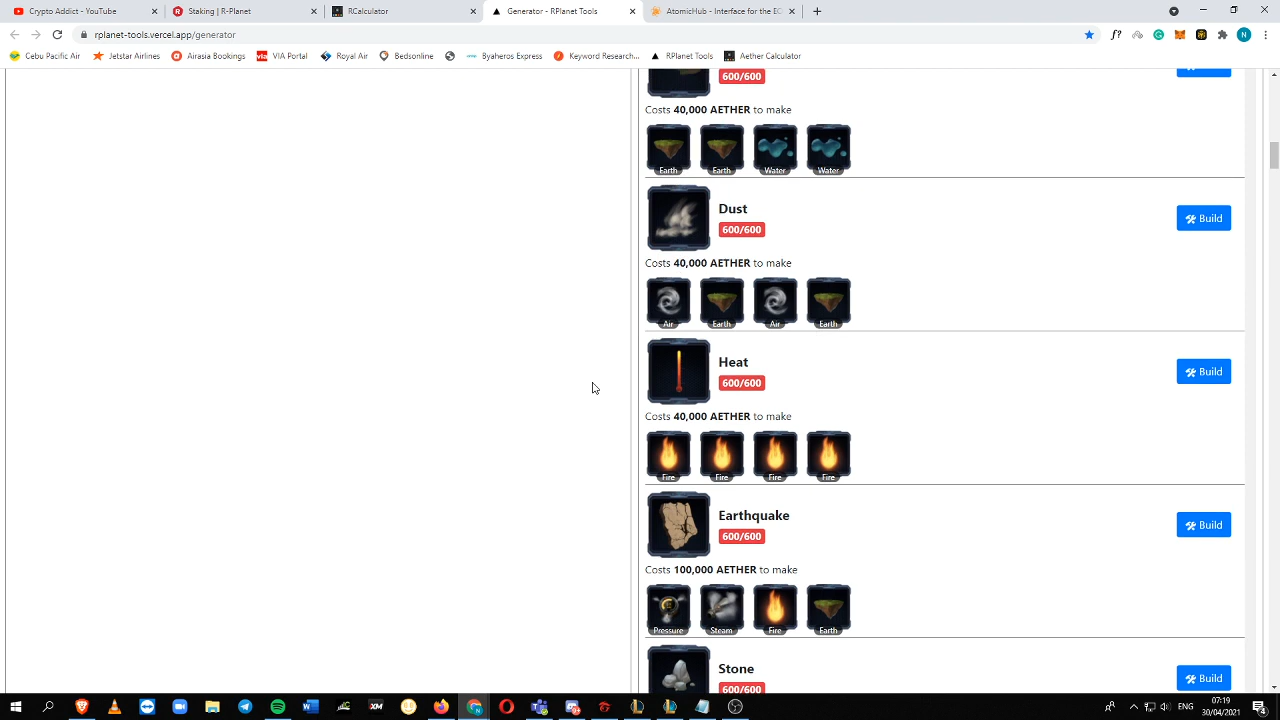 Crypto Addict - YouTube
Staking | R-Planet
RCalculator
Generator - RPlanet Tools
AtomicHub - Interface for the EO
rplanet-tools.vercel.app/generator
N
Cebu Pacific Air
Jetstar Airlines
Airasia Bookings
VIA Portal
Royal Air
Bedsonline
Byaheros Express
Keyword Research...
RPlanet Tools
Aether Calculator
600/600
Costs 40,000 AETHER to make
Earth Earth Water Water
Dust
600/600
Build
Costs 40,000 AETHER to make
Air Earth Air Earth
Heat
600/600
Build
Costs 40,000 AETHER to make
Fire Fire Fire Fire
Earthquake
600/600
Build
Costs 100,000 AETHER to make
Pressure Steam Fire Earth
Stone
600/600
Build
ENG
07:19
30/04/2021